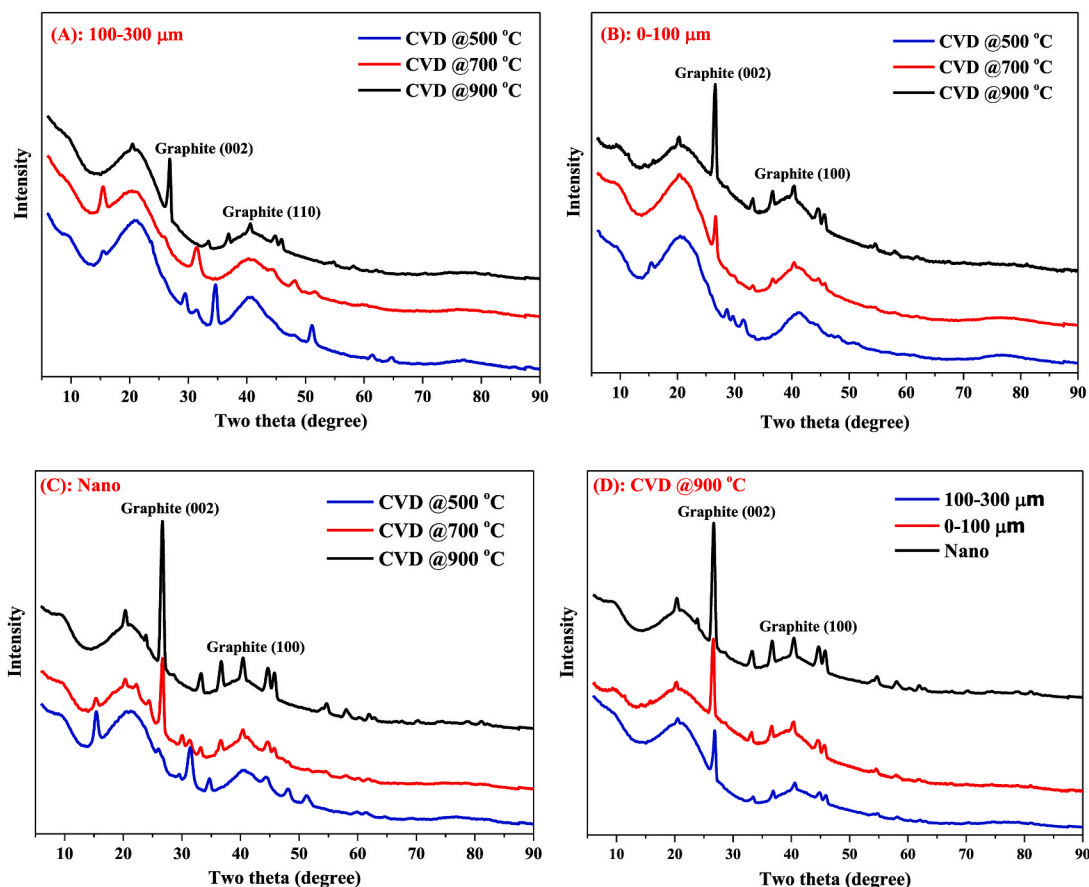 (A): 100-300 μm
CVD @500 °C
CVD @700 °C
CVD @900 °C
Graphite (002)
Graphite (110)
Intensity
10 20 30 40 50 60 70 80 90
Two theta (degree)
(B): 0-100 μm
CVD @500 °C
CVD @700 °C
CVD @900 °C
Graphite (002)
Graphite (100)
Intensity
10 20 30 40 50 60 70 80 90
Two theta (degree)
(C): Nano
CVD @500 °C
CVD @700 °C
CVD @900 °C
Graphite (002)
Graphite (100)
Intensity
10 20 30 40 50 60 70 80 90
Two theta (degree)
(D): CVD @900 °C
100-300 μm
0-100 μm
Nano
Graphite (002)
Graphite (100)
Intensity
10 20 30 40 50 60 70 80 90
Two theta (degree)